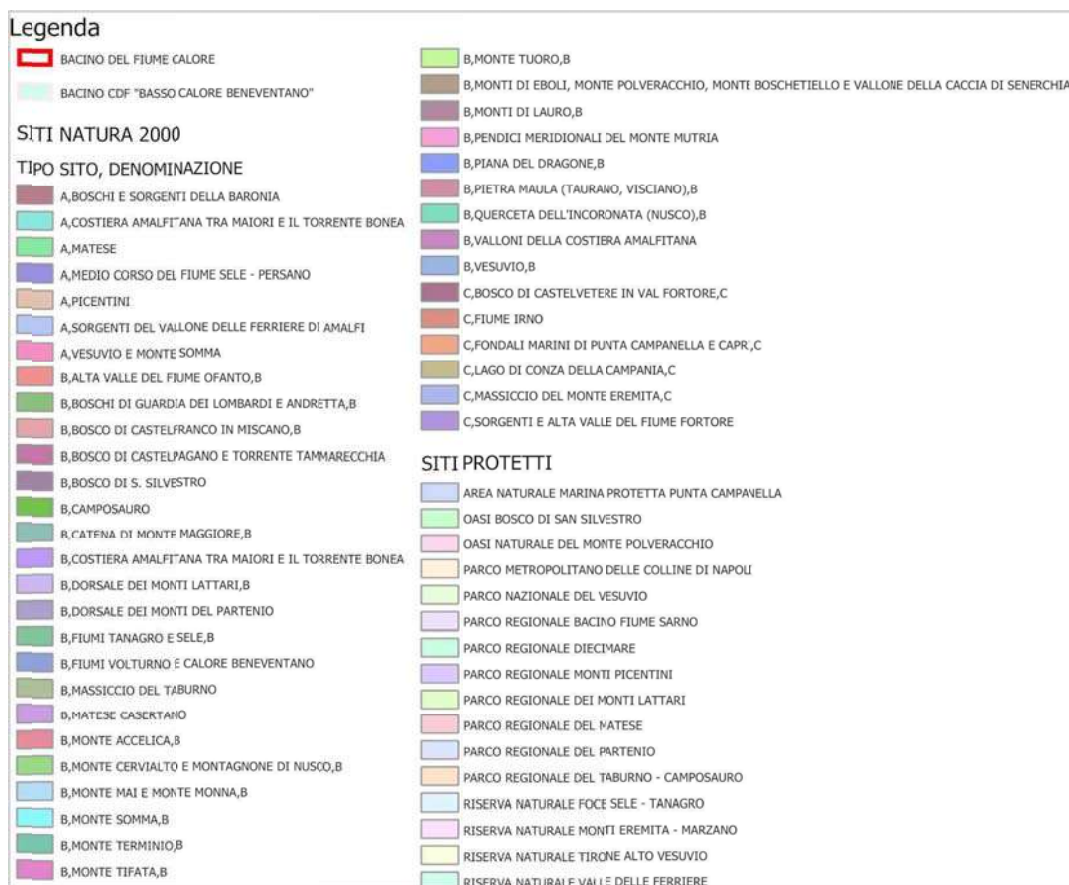 Legenda
BACINO DEL FIUME CALORE
BACINO CDF "BASSO CALORE BENEVENTANO"
SITI NATURA 2000
TIPO SITO, DENOMINAZIONE
A,BOSCHI E SORGENTI DELLA BARONIA
A,COSTIERA AMALFITANA TRA MAIORI E IL TORRENTE BONEA
A,MATESE
A,MEDIO CORSO DEL FIUME SELE - PERSANO
A,PICENTINI
A,SORGENTI DEL VALLONE DELLE FERRIERE DI AMALFI
A,VESUVIO E MONTE SOMMA
B,ALTA VALLE DEL FIUME OFANTO,B
B,BOSCHI DI GUARDIA DEI LOMBARDI E ANDRETTA,B
B,BOSCO DI CASTELFRANCO IN MISCANO,B
B,BOSCO DI CASTELPAGANO E TORRENTE TAMMARECCHIA
B,BOSCO DI S. SILVESTRO
B,CAMPOSAURO
B,CATENA DI MONTE MAGGIORE,B
B,COSTIERA AMALFITANA TRA MAIORI E IL TORRENTE BONEA
B,DORSALE DEI MONTI LATTARI,B
B,DORSALE DEI MONTI DEL PARTENIO
B,FIUMI TANAGRO E SELE,B
B,FIUMI VOLTURNO E CALORE BENEVENTANO
B,MASSICCIO DEL TABURNO
B,MATESE CASERTANO
B,MONTE ACCELICA,B
B,MONTE CERVIALTO E MONTAGNONE DI NUSCO,B
B,MONTE MAI E MONTE MONNA,B
B,MONTE SOMMA,B
B,MONTE TERMINIO,B
B,MONTE TIFATA,B
B,MONTE TUORO,B
B,MONTI DI EBOLI, MONTE POLVERACCHIO, MONTE BOSCHETIELLO E VALLONE DELLA CACCIA DI SENERCHIA
B,MONTI DI LAURO,B
B,PENDICI MERIDIONALI DEL MONTE MUTRIA
B,PIANA DEL DRAGONE,B
B,PIETRA MAULA (TAURANO, VISCIANO),B
B,QUERCETA DELL'INCORONATA (NUSCO),B
B,VALLONI DELLA COSTIERA AMALFITANA
B,VESUVIO,B
C,BOSCO DI CASTELVETERE IN VAL FORTORE,C
C,FIUME IRNO
C,FONDALI MARINI DI PUNTA CAMPANELLA E CAPRI,C
C,LAGO DI CONZA DELLA CAMPANIA,C
C,MASSICCIO DEL MONTE EREMITA,C
C,SORGENTI E ALTA VALLE DEL FIUME FORTORE
SITI PROTETTI
AREA NATURALE MARINA PROTETTA PUNTA CAMPANELLA
OASI BOSCO DI SAN SILVESTRO
OASI NATURALE DEL MONTE POLVERACCHIO
PARCO METROPOLITANO DELLE COLLINE DI NAPOLI
PARCO NAZIONALE DEL VESUVIO
PARCO REGIONALE BACINO FIUME SARNO
PARCO REGIONALE DIECIMARE
PARCO REGIONALE MONTI PICENTINI
PARCO REGIONALE DEI MONTI LATTARI
PARCO REGIONALE DEL MATESE
PARCO REGIONALE DEL PARTENIO
PARCO REGIONALE DEL TABURNO - CAMPOSAURO
RISERVA NATURALE FOCE SELE - TANAGRO
RISERVA NATURALE MONTI EREMITA - MARZANO
RISERVA NATURALE TIRONE ALTO VESUVIO
RISERVA NATURALE VALLE DELLE FERRIERE